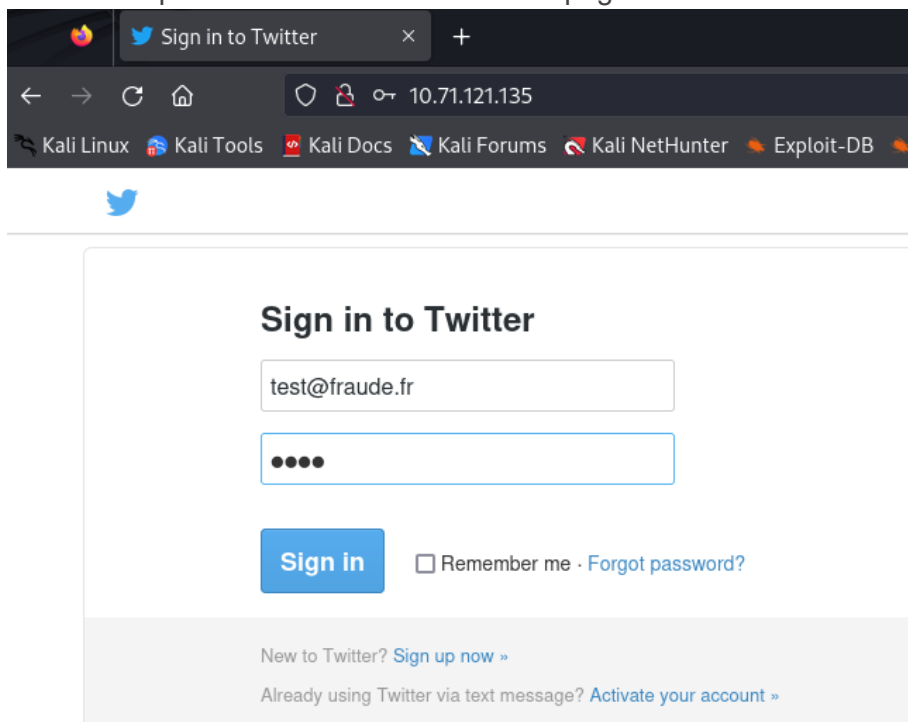 Sign in to Twitter × +
10.71.121.135
Kali Linux Kali Tools Kali Docs Kali Forums Kali NetHunter Exploit-DB
Sign in to Twitter
test@fraude.fr
●●●●
Sign in Remember me · Forgot password?
New to Twitter? Sign up now »
Already using Twitter via text message? Activate your account »